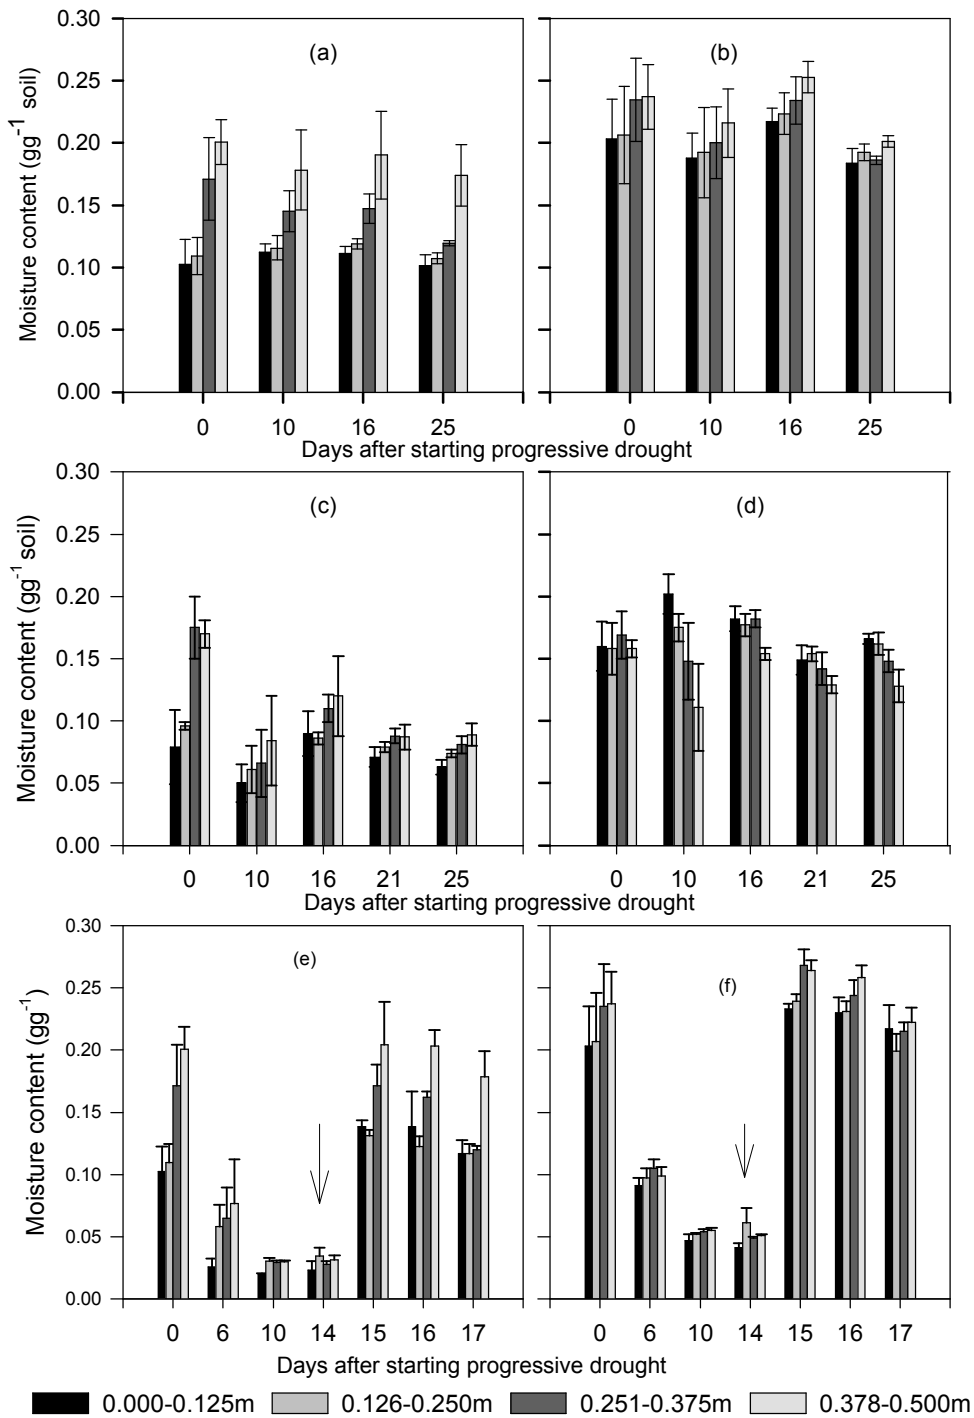 (a)
(b)
Moisture content (gg⁻¹ soil)
0.30
0.25
0.20
0.15
0.10
0.05
0.00
0 10 16 25
0 10 16 25
Days after starting progressive drought
(c)
(d)
Moisture content (gg⁻¹ soil)
0.30
0.25
0.20
0.15
0.10
0.05
0.00
0 10 16 21 25
0 10 16 21 25
Days after starting progressive drought
(e)
(f)
Moisture content (gg⁻¹)
0.30
0.25
0.20
0.15
0.10
0.05
0.00
0 6 10 14 15 16 17
0 6 10 14 15 16 17
Days after starting progressive drought
0.000-0.125m 0.126-0.250m 0.251-0.375m 0.378-0.500m